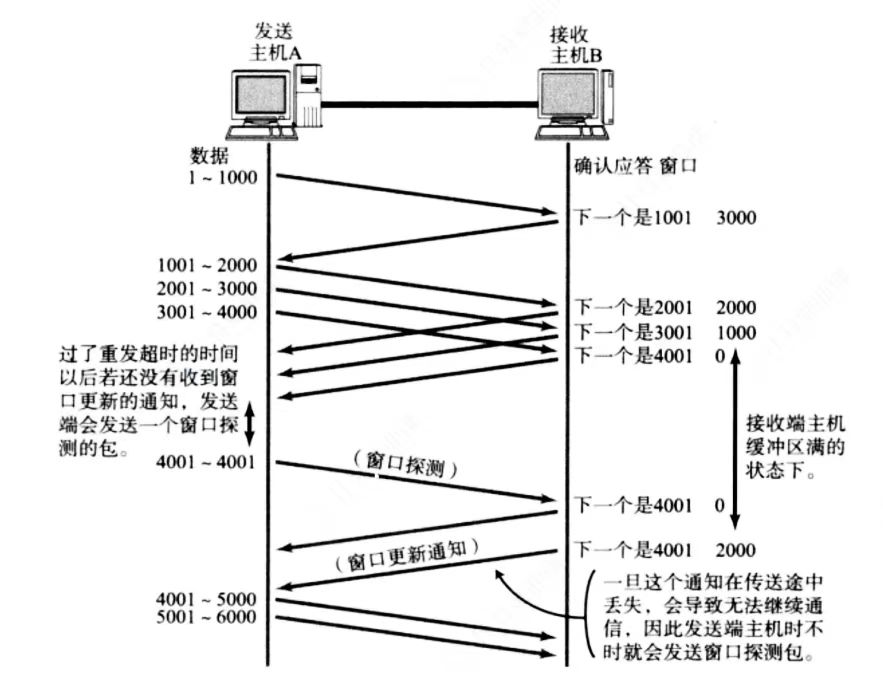 发送
主机A
接收
主机B
数据
确认应答 窗口
1 ~ 1000
下一个是1001 3000
1001 ~ 2000
2001 ~ 3000
3001 ~ 4000
下一个是2001 2000
下一个是3001 1000
下一个是4001 0
过了重发超时的时间
以后若还没有收到窗
口更新的通知，发送
端会发送一个窗口探
测的包。
接收端主机
缓冲区满的
状态下。
4001 ~ 4001
（窗口探测）
下一个是4001 0
（窗口更新通知）
下一个是4001 2000
4001 ~ 5000
5001 ~ 6000
一旦这个通知在传送途中
丢失，会导致无法继续通
信，因此发送端主机时不
时就会发送窗口探测包。